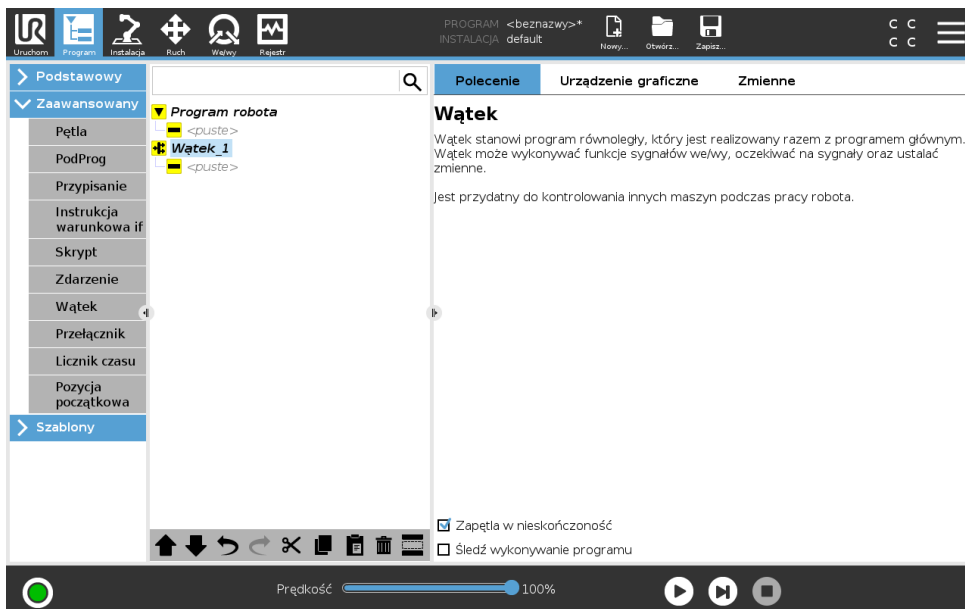 PROGRAM <beznazwy>*
INSTALACJA default
Uruchom Program Instalacja Ruch We/wy Rejestr Nowy... Otwórz... Zapisz...
C C
C C
Podstawowy
Zaawansowany
Pętla
PodProg
Przypisanie
Instrukcja
warunkowa if
Skrypt
Zdarzenie
Wątek
Przełącznik
Licznik czasu
Pozycja
początkowa
Szablony
Program robota
<puste>
Wątek_1
<puste>
Polecenie Urządzenie graficzne Zmienne
Wątek
Wątek stanowi program równoległy, który jest realizowany razem z programem głównym.
Wątek może wykonywać funkcje sygnałów we/wy, oczekiwać na sygnały oraz ustalać
zmienne.
Jest przydatny do kontrolowania innych maszyn podczas pracy robota.
Zapętla w nieskończoność
Śledź wykonywanie programu
Prędkość 100%